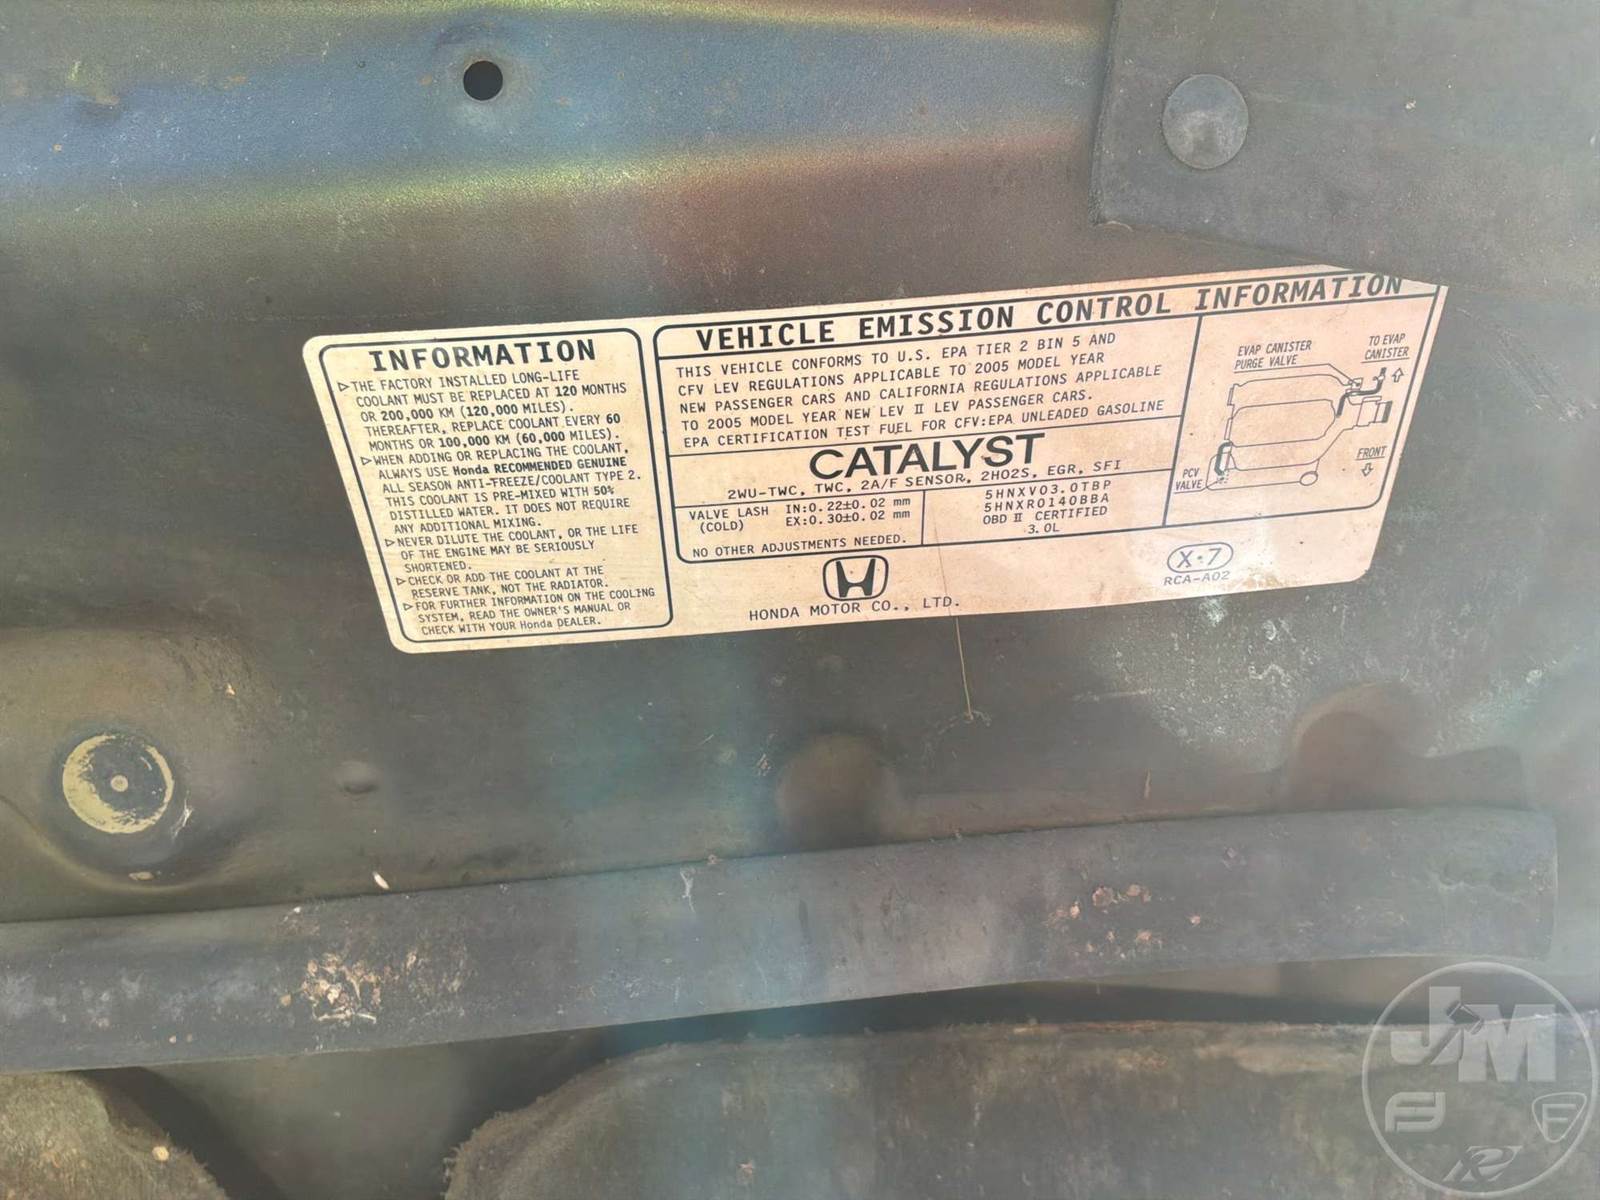 INFORMATION
▷THE FACTORY INSTALLED LONG-LIFE
COOLANT MUST BE REPLACED AT 120 MONTHS
OR 200,000 KM (120,000 MILES).
THEREAFTER, REPLACE COOLANT EVERY 60
MONTHS OR 100,000 KM (60,000 MILES).
▷WHEN ADDING OR REPLACING THE COOLANT,
ALWAYS USE Honda RECOMMENDED GENUINE
ALL SEASON ANTI-FREEZE/COOLANT TYPE 2.
THIS COOLANT IS PRE-MIXED WITH 50%
DISTILLED WATER. IT DOES NOT REQUIRE
ANY ADDITIONAL MIXING.
▷NEVER DILUTE THE COOLANT, OR THE LIFE
OF THE ENGINE MAY BE SERIOUSLY
SHORTENED.
▷CHECK OR ADD THE COOLANT AT THE
RESERVE TANK, NOT THE RADIATOR.
▷FOR FURTHER INFORMATION ON THE COOLING
SYSTEM, READ THE OWNER'S MANUAL OR
CHECK WITH YOUR Honda DEALER.
VEHICLE EMISSION CONTROL INFORMATION
THIS VEHICLE CONFORMS TO U.S. EPA TIER 2 BIN 5 AND
CFV LEV REGULATIONS APPLICABLE TO 2005 MODEL YEAR
NEW PASSENGER CARS AND CALIFORNIA REGULATIONS APPLICABLE
TO 2005 MODEL YEAR NEW LEV II LEV PASSENGER CARS.
EPA CERTIFICATION TEST FUEL FOR CFV:EPA UNLEADED GASOLINE
CATALYST
2WU-TWC, TWC, 2A/F SENSOR, 2HO2S, EGR, SFI
VALVE LASH IN:0.22±0.02 mm
(COLD) EX:0.30±0.02 mm
NO OTHER ADJUSTMENTS NEEDED.
5HNXV03.0TBP
5HNXR0140BBA
OBD II CERTIFIED
3.0L
EVAP CANISTER
PURGE VALVE
TO EVAP
CANISTER
FRONT
PCV
VALVE
HONDA MOTOR CO., LTD.
X-7
RCA-A02
J M